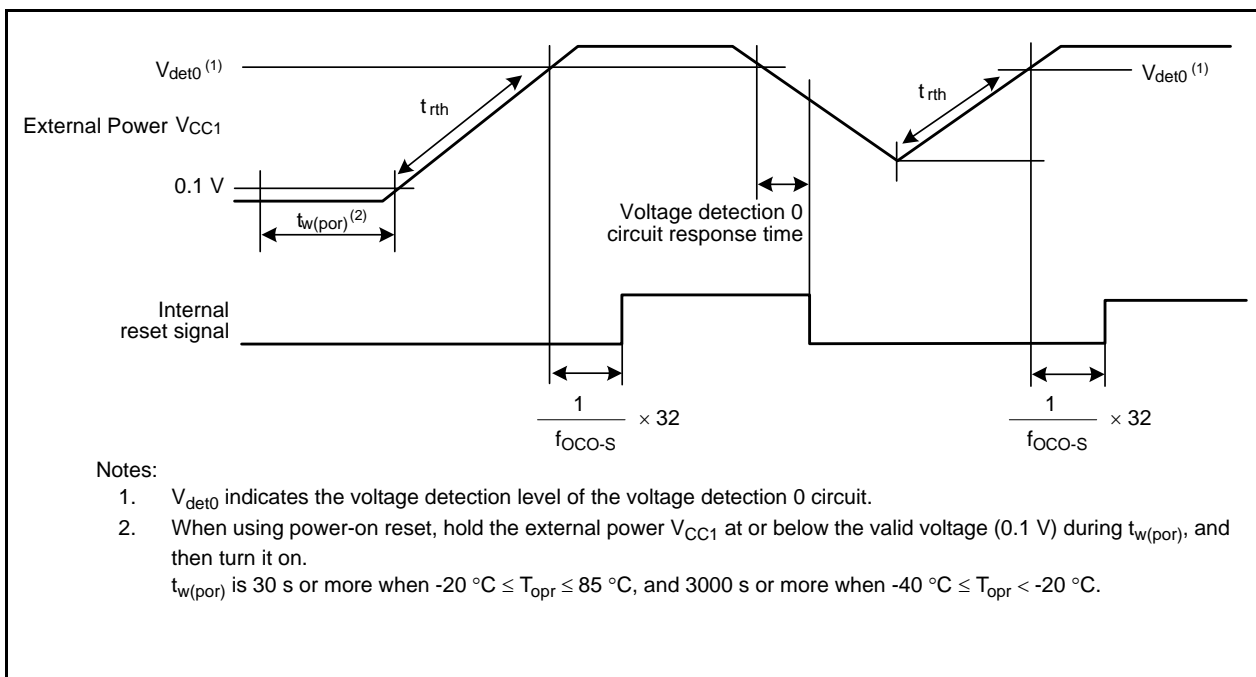 Vdet0 (1)
Vdet0 (1)
trth
trth
External Power VCC1
0.1 V
tw(por)(2)
Voltage detection 0
circuit response time
Internal
reset signal
1
fOCO-S
× 32
1
fOCO-S
× 32
Notes:
1. Vdet0 indicates the voltage detection level of the voltage detection 0 circuit.
2. When using power-on reset, hold the external power VCC1 at or below the valid voltage (0.1 V) during tw(por), and
then turn it on.
tw(por) is 30 s or more when -20 °C ≤ Topr ≤ 85 °C, and 3000 s or more when -40 °C ≤ Topr < -20 °C.